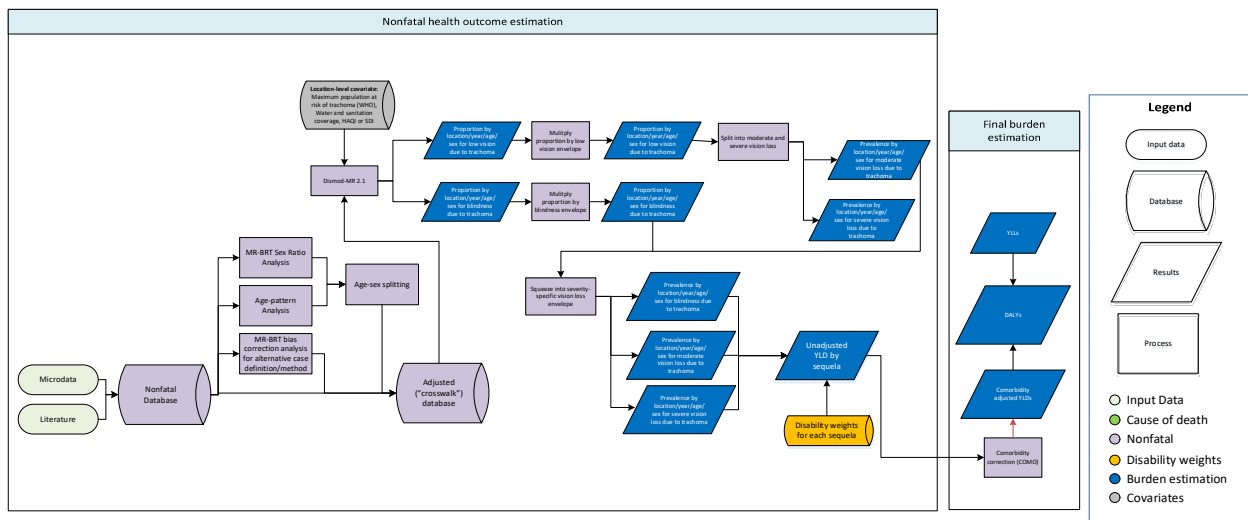 Nonfatal health outcome estimation
Location-level covariate:
Maximum population at
risk of trachoma (WHO),
Water and sanitation
coverage, HAQI or SDI
Dismod-MR 2.1
Proportion by
location/year/age/
sex for low vision
due to trachoma
Mulitply
proportion by low
vision envelope
Proportion by
location/year/age/
sex for low vision
due to trachoma
Split into moderate and
severe vision loss
Prevalence by
location/year/age/
sex for moderate
vision loss due to
trachoma
Proportion by
location/year/age/
sex for blindness
due to trachoma
Mulitply
proportion by
blindness envelope
Proportion by
location/year/age/
sex for blindness
due to trachoma
Prevalence by
location/year/age/
sex for severe vision
loss due to
trachoma
MR-BRT Sex Ratio
Analysis
Age-pattern
Analysis
MR-BRT bias
correction analysis
for alternative case
definition/method
Age-sex splitting
Microdata
Literature
Nonfatal
Database
Adjusted
("crosswalk")
database
Squeeze into severity-
specific vision loss
envelope
Prevalence by
location/year/age/
sex for blindness due to
trachoma
Prevalence by
location/year/age/
sex for moderate
vision loss due to
trachoma
Prevalence by
location/year/age/
sex for severe vision
loss due to trachoma
Unadjusted
YLD by
sequela
Disability weights
for each sequela
Final burden
estimation
YLLs
DALYs
Comorbidity
adjusted YLDs
Comorbidity
correction (COMO)
Legend
Input data
Database
Results
Process
Input Data
Cause of death
Nonfatal
Disability weights
Burden estimation
Covariates